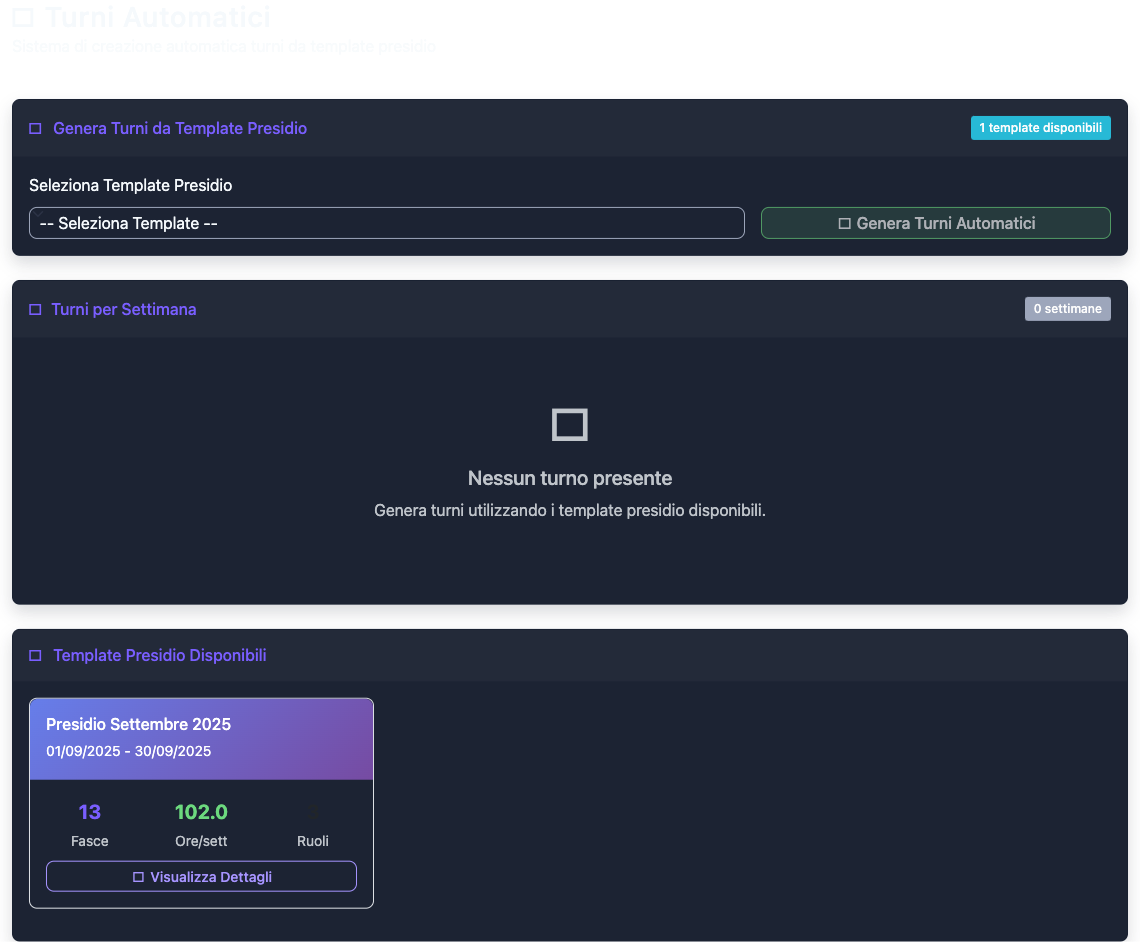 Turni Automatici
Sistema di creazione automatica turni da template presidio
Genera Turni da Template Presidio
1 template disponibili
Seleziona Template Presidio
-- Seleziona Template --
Genera Turni Automatici
Turni per Settimana
0 settimane
Nessun turno presente
Genera turni utilizzando i template presidio disponibili.
Template Presidio Disponibili
Presidio Settembre 2025
01/09/2025 - 30/09/2025
13
102.0
Fasce
Ore/sett
Ruoli
Visualizza Dettagli